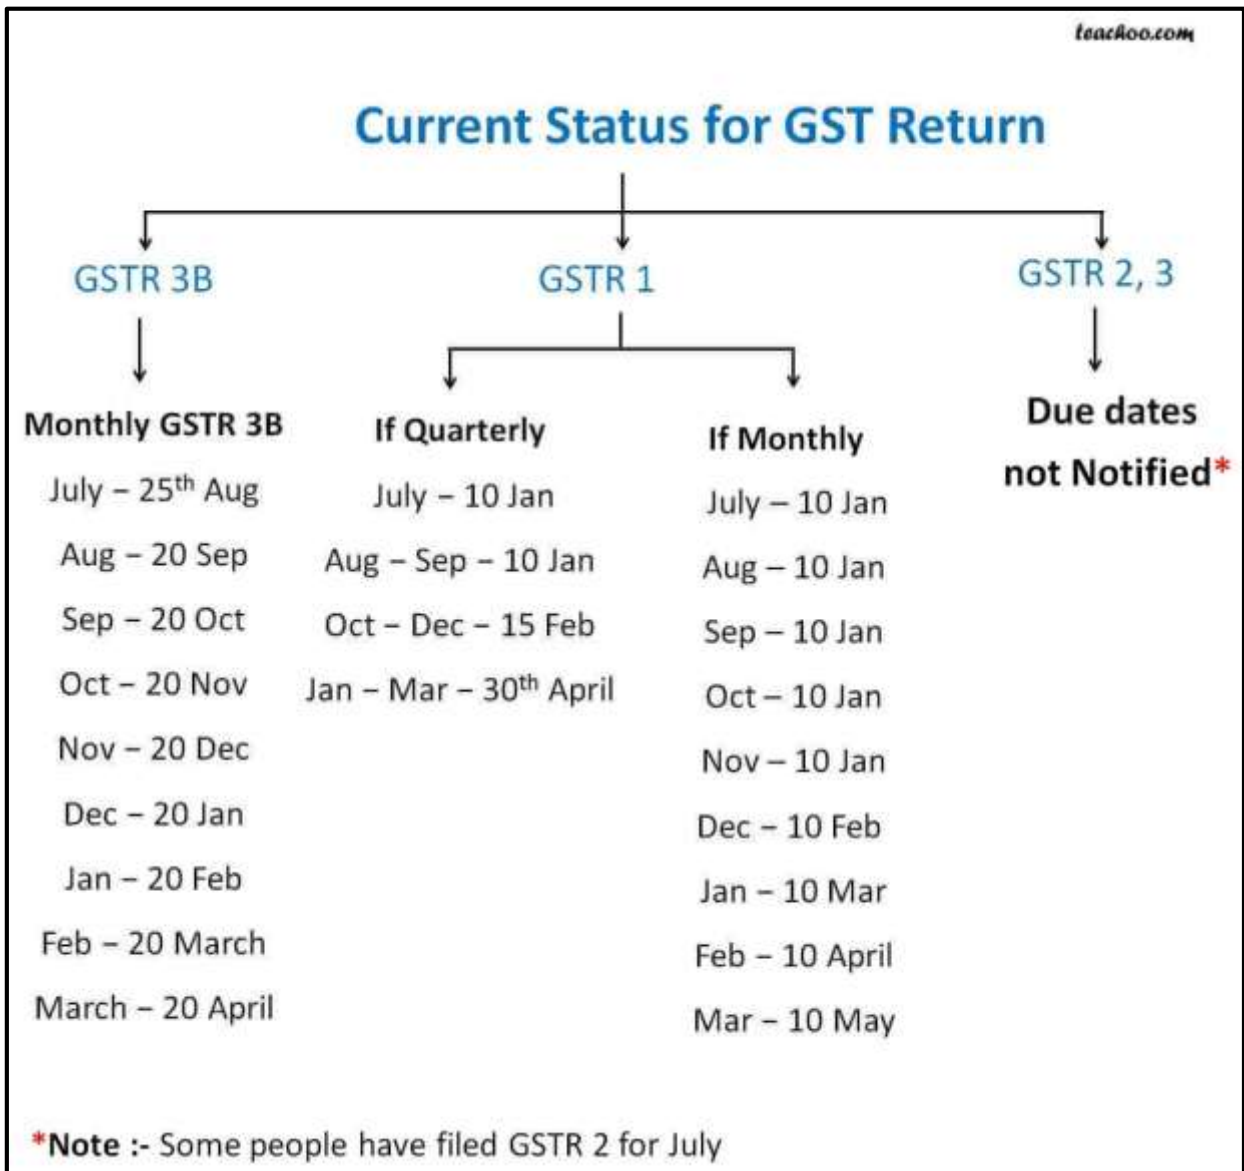 teachoo.com
Current Status for GST Return
GSTR 3B
Monthly GSTR 3B
July – 25th Aug
Aug – 20 Sep
Sep – 20 Oct
Oct – 20 Nov
Nov – 20 Dec
Dec – 20 Jan
Jan – 20 Feb
Feb – 20 March
March – 20 April
GSTR 1
If Quarterly
July – 10 Jan
Aug – Sep – 10 Jan
Oct – Dec – 15 Feb
Jan – Mar – 30th April
If Monthly
July – 10 Jan
Aug – 10 Jan
Sep – 10 Jan
Oct – 10 Jan
Nov – 10 Jan
Dec – 10 Feb
Jan – 10 Mar
Feb – 10 April
Mar – 10 May
GSTR 2, 3
Due dates
not Notified*
*Note :- Some people have filed GSTR 2 for July